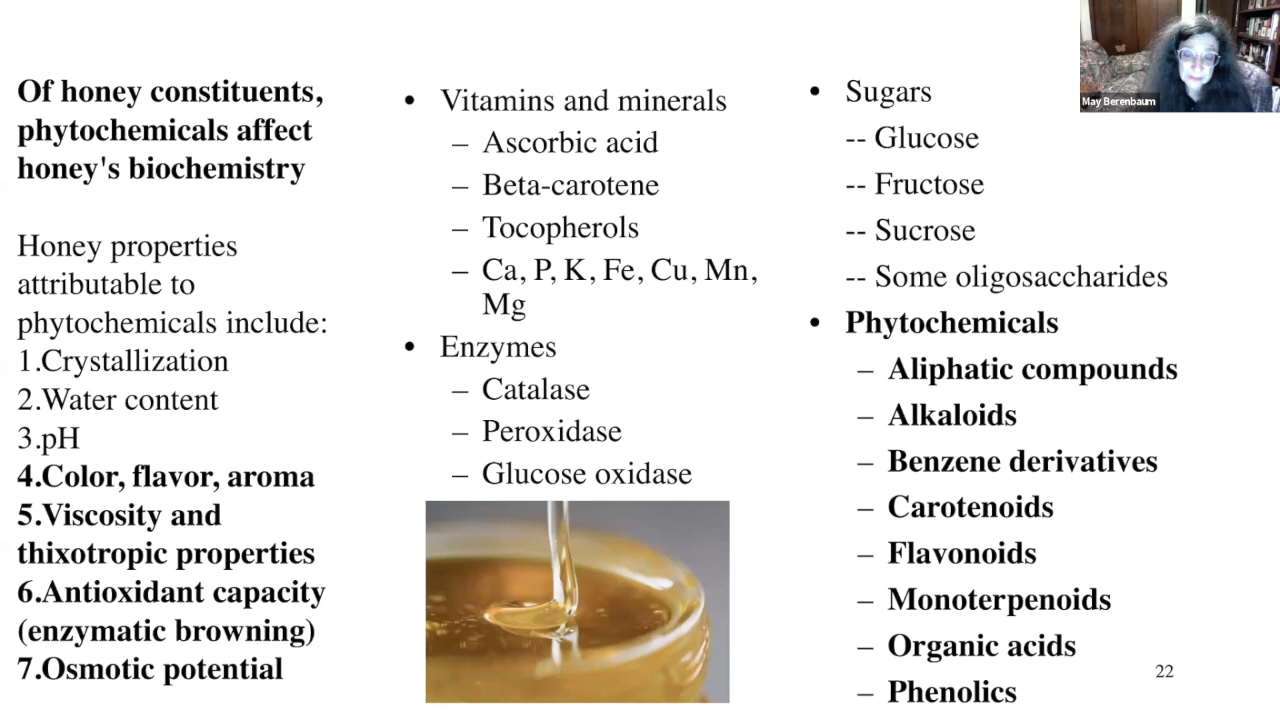 Of honey constituents,
phytochemicals affect
honey's biochemistry
Honey properties
attributable to
phytochemicals include:
1.Crystallization
2.Water content
3.pH
4.Color, flavor, aroma
5.Viscosity and
thixotropic properties
6.Antioxidant capacity
(enzymatic browning)
7.Osmotic potential
• Vitamins and minerals
– Ascorbic acid
– Beta-carotene
– Tocopherols
– Ca, P, K, Fe, Cu, Mn,
Mg
• Enzymes
– Catalase
– Peroxidase
– Glucose oxidase
• Sugars
-- Glucose
-- Fructose
-- Sucrose
-- Some oligosaccharides
• Phytochemicals
– Aliphatic compounds
– Alkaloids
– Benzene derivatives
– Carotenoids
– Flavonoids
– Monoterpenoids
– Organic acids
– Phenolics
22
May Berenbaum